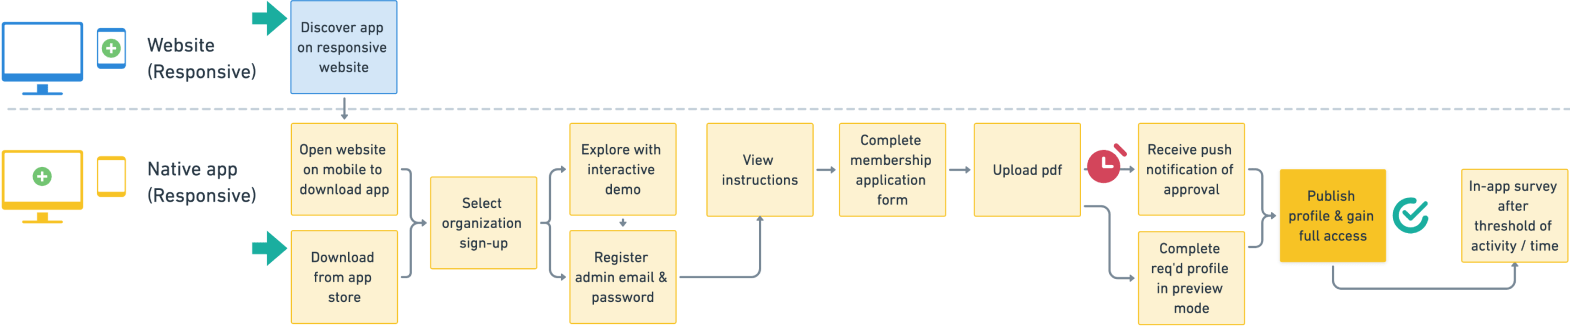 Website
(Responsive)
Discover app
on responsive
website
Native app
(Responsive)
Open website
on mobile to
download app
Download
from app
store
Select
organization
sign-up
Explore with
interactive
demo
Register
admin email &
password
View
instructions
Complete
membership
application
form
Upload pdf
Receive push
notification of
approval
Complete
req'd profile
in preview
mode
Publish
profile & gain
full access
In-app survey
after
threshold of
activity / time